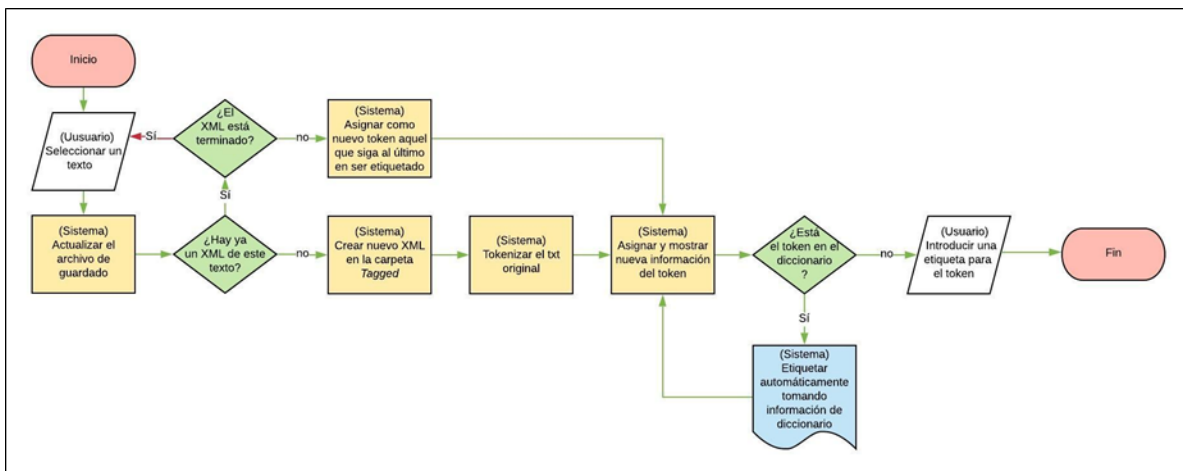 Inicio
¿El
XML está
terminado?
(Sistema)
Asignar como
nuevo token aquel
que siga al último
en ser etiquetado
(Uusuario)
Seleccionar un
texto
Sí
no
Sí
(Sistema)
Actualizar el
archivo de
guardado
¿Hay ya
un XML de este
texto?
no
(Sistema)
Crear nuevo XML
en la carpeta
Tagged
(Sistema)
Tokenizar el txt
original
(Sistema)
Asignar y mostrar
nueva información
del token
¿Está
el token en el
diccionario
?
no
(Usuario)
Introducir una
etiqueta para
el token
Fin
Sí
(Sistema)
Etiquetar
automáticamente
tomando
información de
diccionario